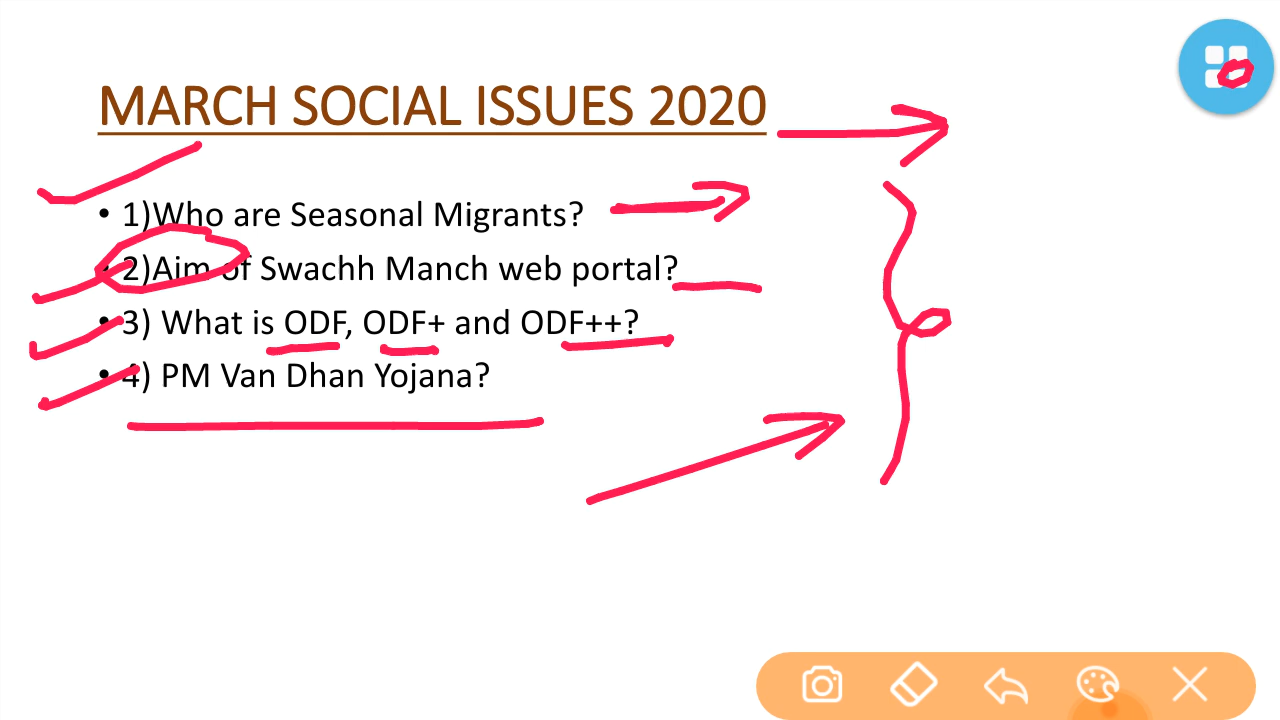 MARCH SOCIAL ISSUES 2020
• 1)Who are Seasonal Migrants?
• 2)Aim of Swachh Manch web portal?
• 3) What is ODF, ODF+ and ODF++?
• 4) PM Van Dhan Yojana?